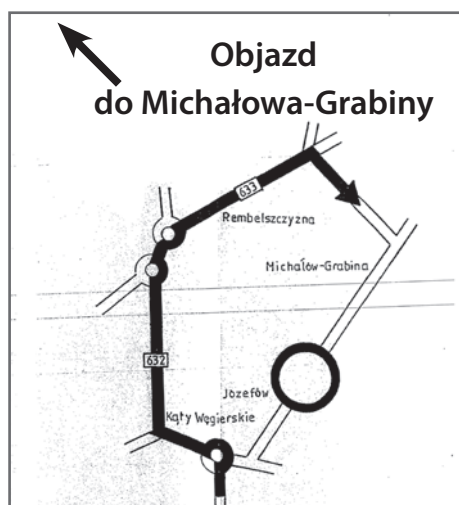 Objazd
do Michałowa-Grabiny
633
Rembelszczyzna
Michałów-Grabina
632
Józefów
Kąty Węgierskie